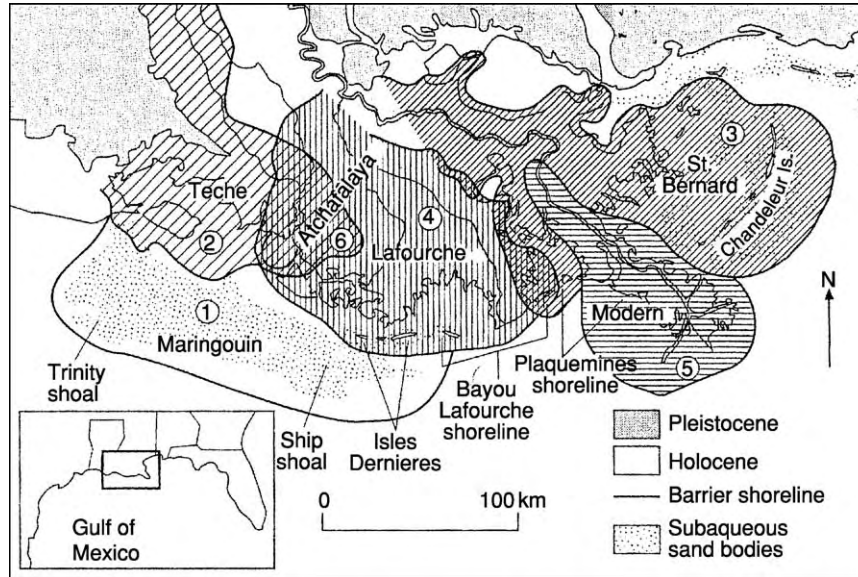 3
St.
Bernard
Chandeleur Is.
Teche
Atchafalaya
4
2
6
Lafourche
N
1
Maringouin
Modern
5
Trinity
shoal
Plaquemines
shoreline
Bayou
Lafourche
shoreline
Ship
shoal
Isles
Dernieres
Pleistocene
Holocene
Barrier shoreline
Subaqueous
sand bodies
0 100 km
Gulf of
Mexico